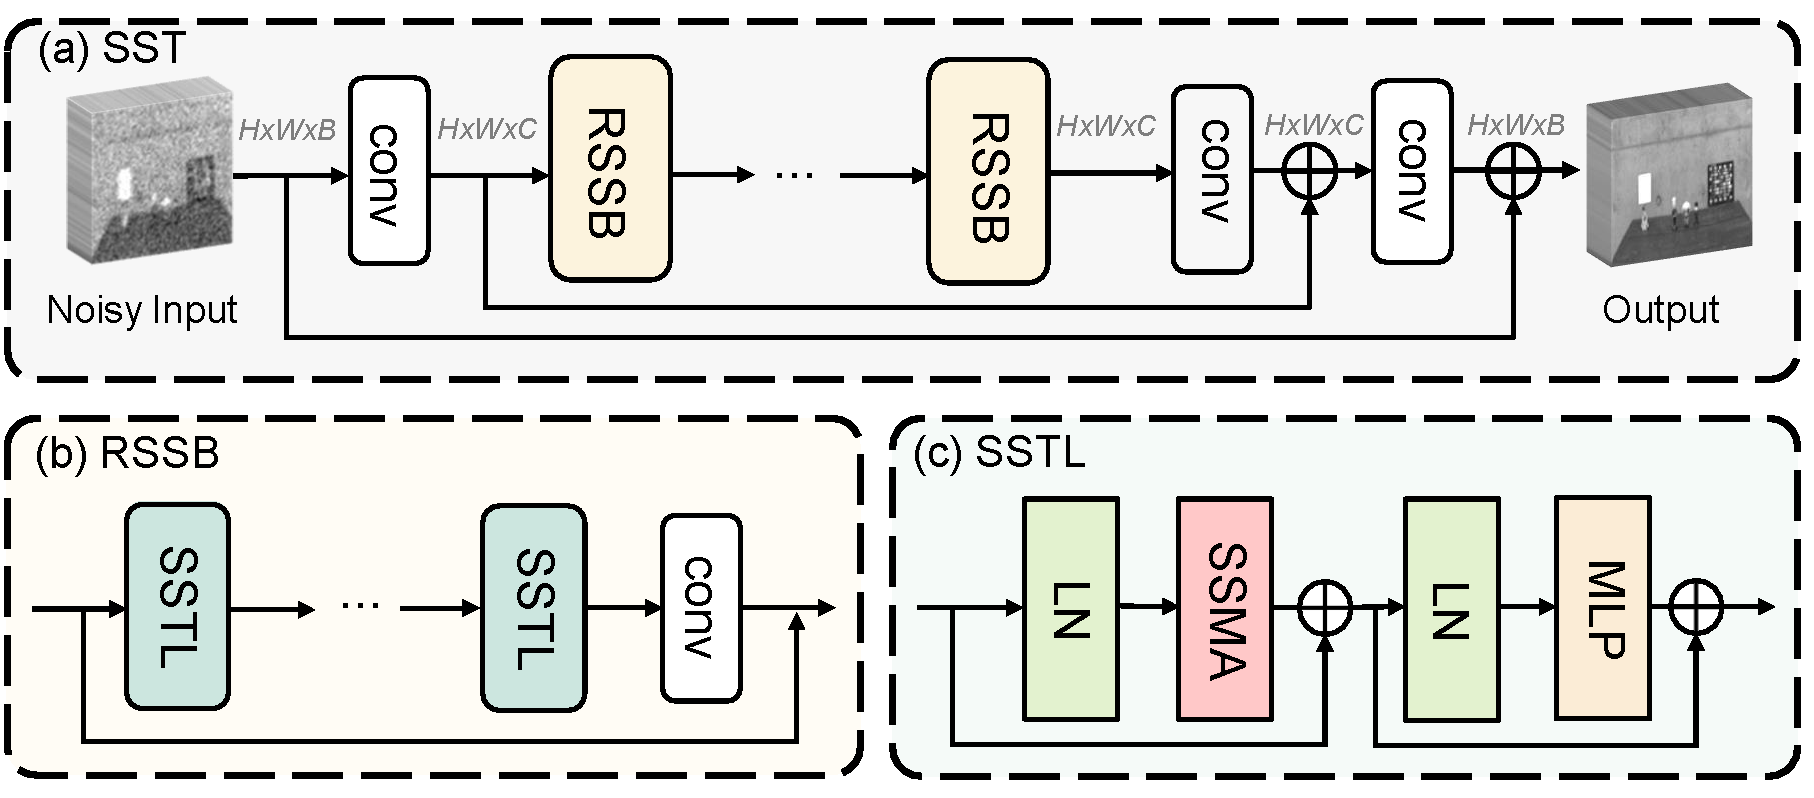 (a) SST
HxWxB
conv
HxWxC
RSSB
...
RSSB
HxWxC
conv
HxWxC
conv
HxWxB
Noisy Input
Output
(b) RSSB
SSTL
...
SSTL
conv
(c) SSTL
LN
SSMA
LN
MLP